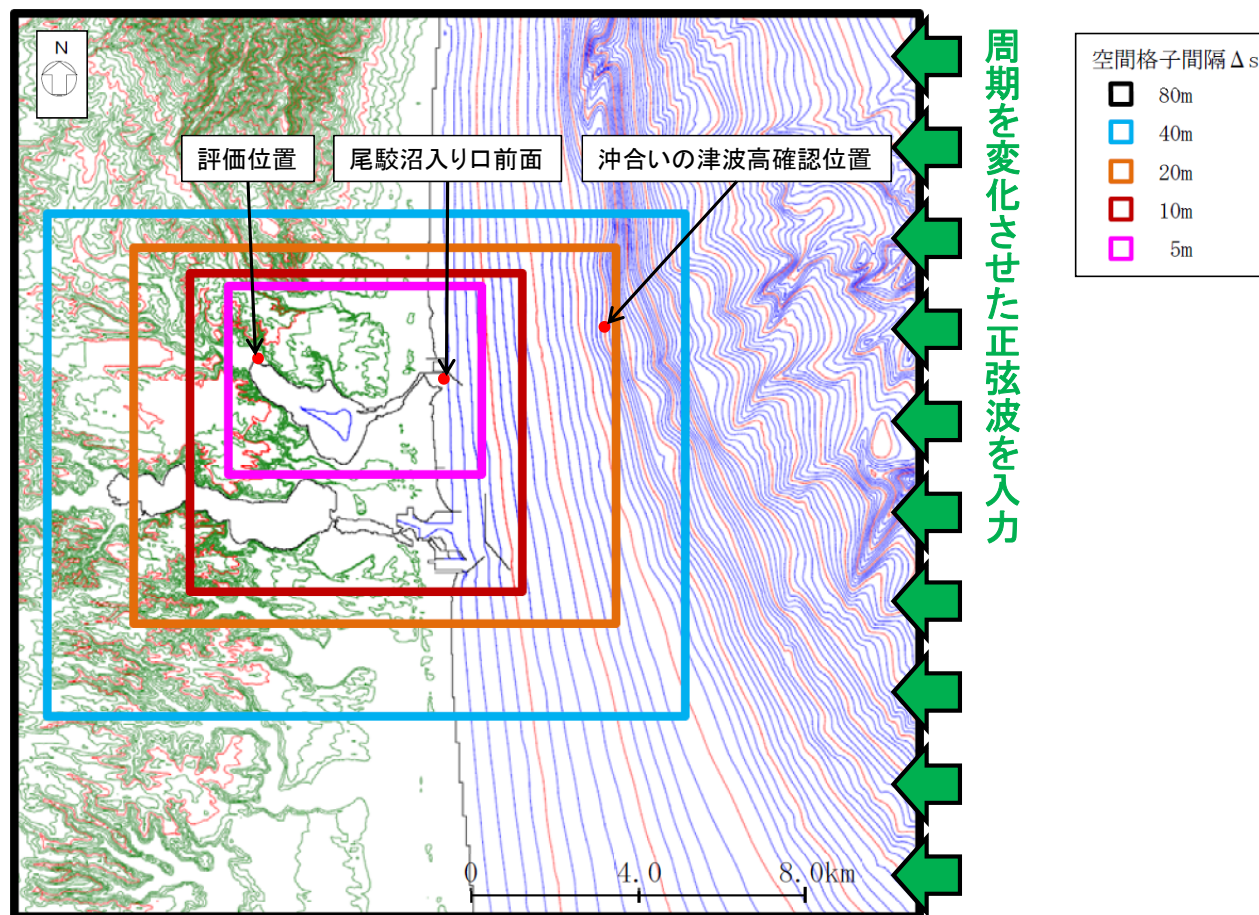 N
評価位置
尾駮沼入り口前面
沖合いの津波高確認位置
周期を変化させた正弦波を入力
空間格子間隔Δs
80m
40m
20m
10m
5m
0 4.0 8.0km